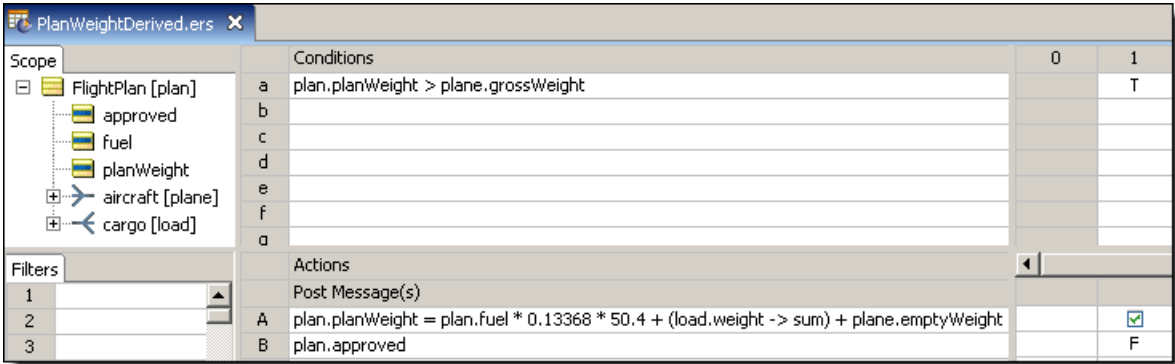 PlanWeightDerived.ers
Scope
FlightPlan [plan]
approved
fuel
planWeight
aircraft [plane]
cargo [load]
Conditions 0 1
a plan.planWeight > plane.grossWeight T
b
c
d
e
f
g
Filters
1
2
3
Actions
Post Message(s)
A plan.planWeight = plan.fuel * 0.13368 * 50.4 + (load.weight -> sum) + plane.emptyWeight
B plan.approved F